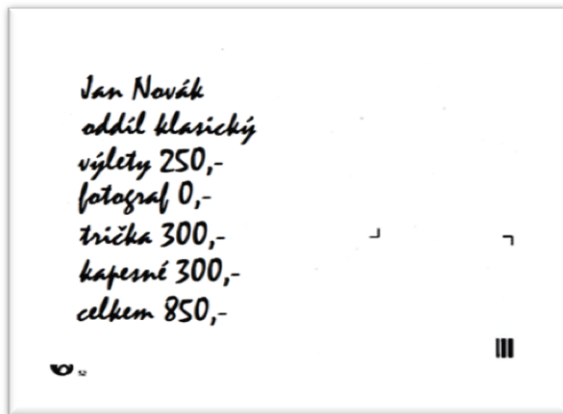 Jan Novák
oddíl klasický
výlety 250,-
fotograf 0,-
trička 300,-
kapesné 300,-
celkem 850,-